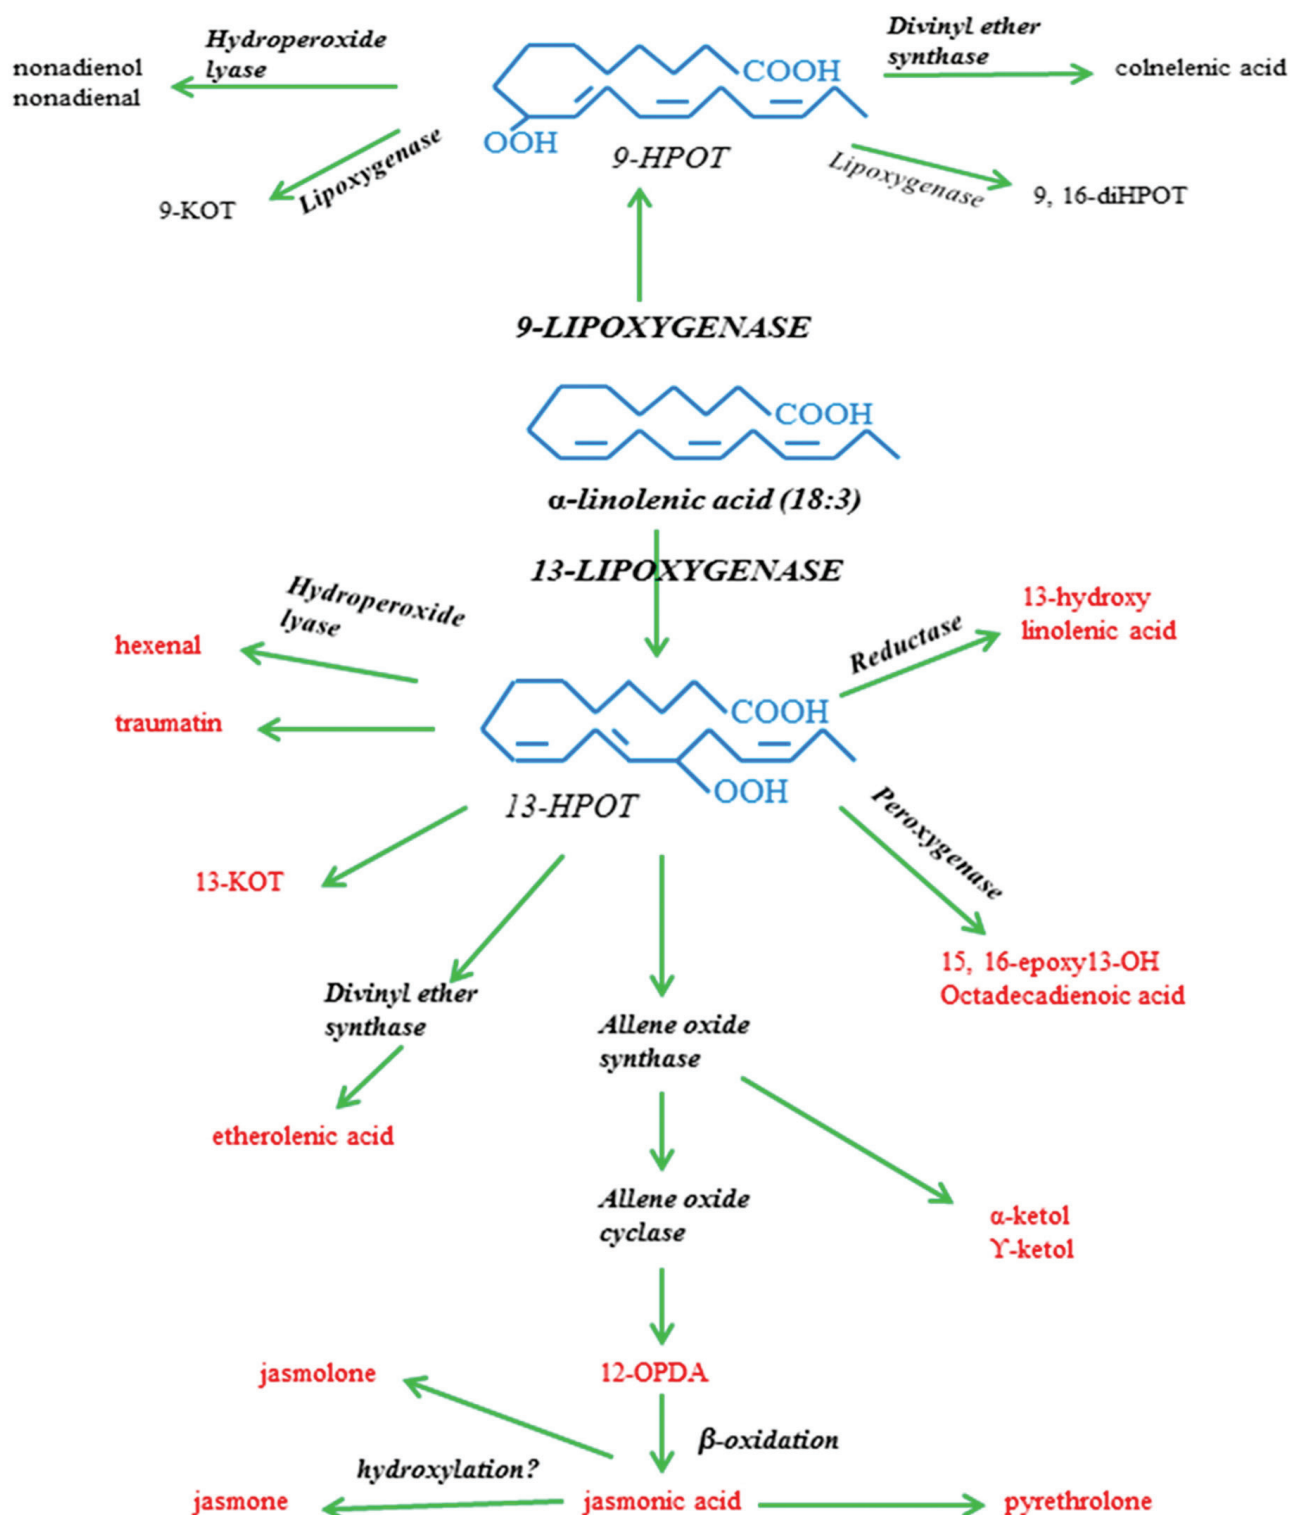 Hydroperoxide
lyase
Divinyl ether
synthase
nonadienol
nonadienal
COOH
colnelenic acid
OOH
9-HPOT
Lipoxygenase
Lipoxygenase
9-KOT
9, 16-diHPOT
9-LIPOXYGENASE
COOH
α-linolenic acid (18:3)
13-LIPOXYGENASE
Hydroperoxide
lyase
hexenal
Reductase
13-hydroxy
linolenic acid
traumatin
COOH
OOH
13-HPOT
Peroxygenase
13-KOT
15, 16-epoxy13-OH
Octadecadienoic acid
Divinyl ether
synthase
Allene oxide
synthase
etherolenic acid
Allene oxide
cyclase
α-ketol
ϒ-ketol
jasmolone
12-OPDA
β-oxidation
hydroxylation?
jasmone
jasmonic acid
pyrethrolone